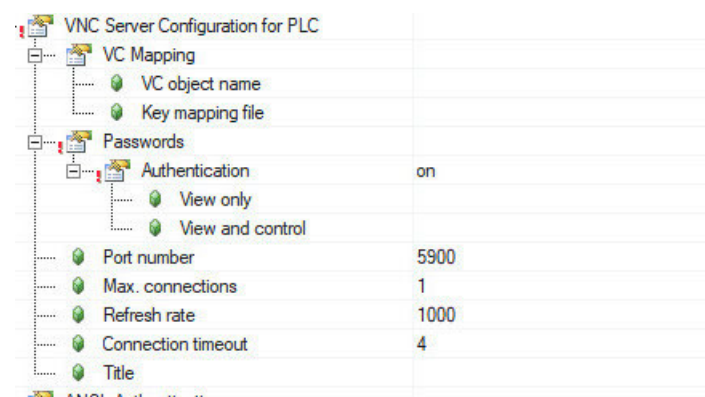 VNC Server Configuration for PLC
VC Mapping
VC object name
Key mapping file
Passwords
Authentication on
View only
View and control
Port number 5900
Max. connections 1
Refresh rate 1000
Connection timeout 4
Title